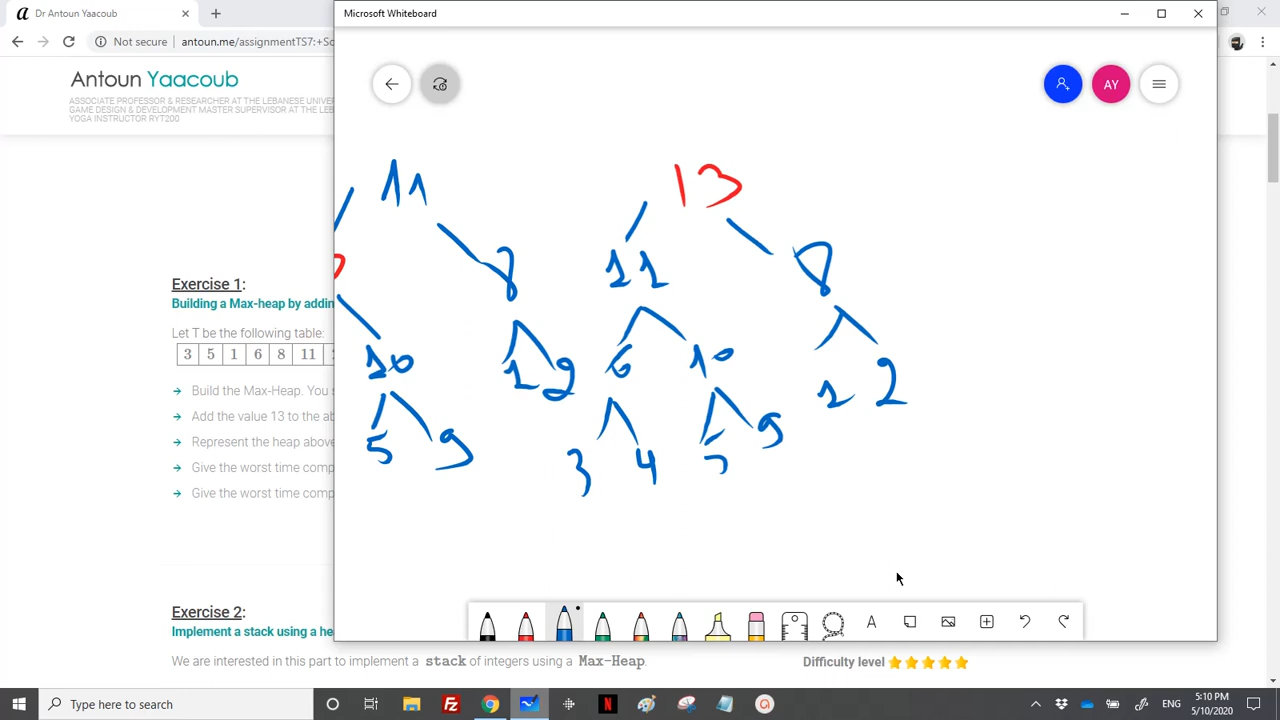 Dr Antoun Yaacoub
Microsoft Whiteboard
Not secure
antoun.me/assignmentTS7:+So
Antoun Yaacoub
ASSOCIATE PROFESSOR & RESEARCHER AT THE LEBANESE
GAME DESIGN & DEVELOPMENT MASTER SUPERVISOR AT THE
YOGA INSTRUCTOR RYT200
AY
11 13
8 11 8
10 1 2 6 10 1 2
5 9 3 4 5 9
Exercise 1:
Building a Max-heap by addin
Let T be the following table:
3 5 1 6 8 11
Build the Max-Heap. You
Add the value 13 to the
Represent the heap above
Give the worst time comp
Give the worst time comp
Exercise 2:
Implement a stack using a he
We are interested in this part to implement a stack of integers using a Max-Heap.
Difficulty level
Type here to search
ENG
5:10 PM
5/10/2020